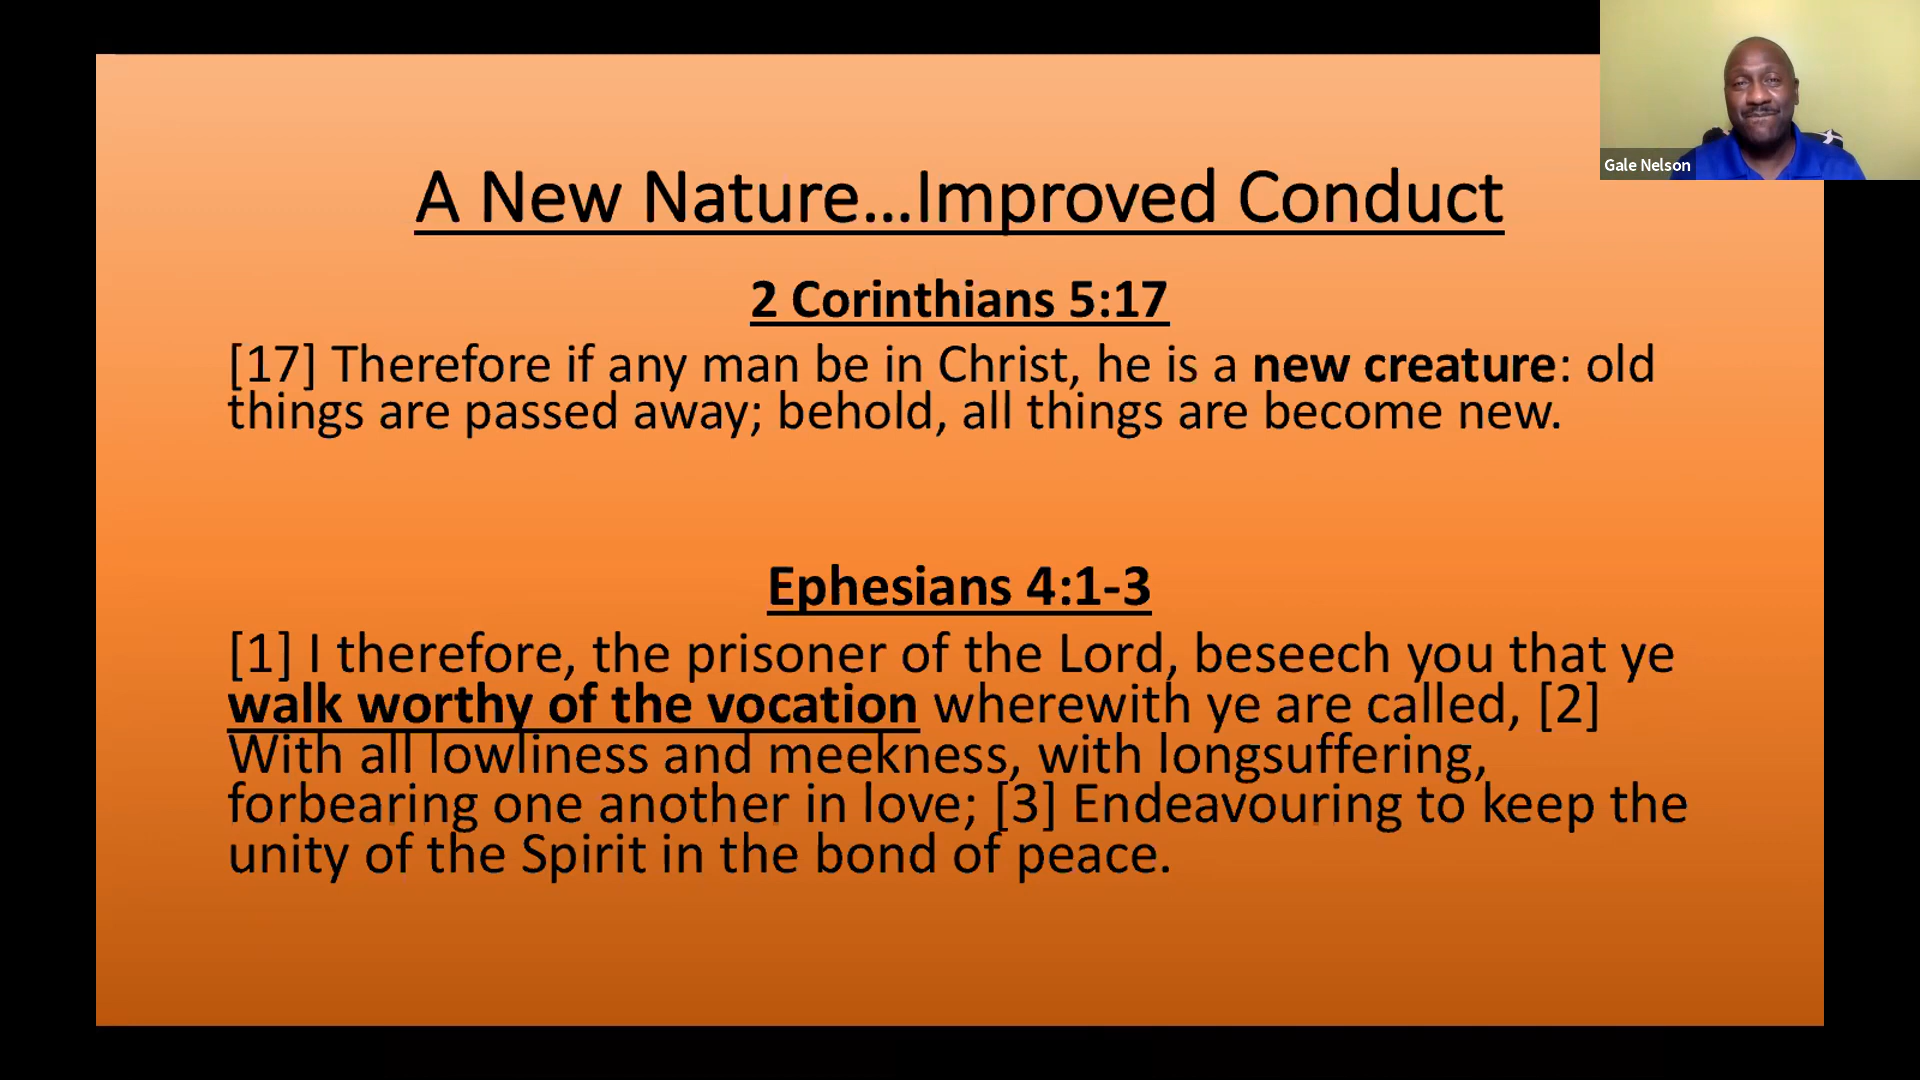 Gale Nelson
A New Nature...Improved Conduct
2 Corinthians 5:17
[17] Therefore if any man be in Christ, he is a new creature: old
things are passed away; behold, all things are become new.
Ephesians 4:1-3
[1] I therefore, the prisoner of the Lord, beseech you that ye
walk worthy of the vocation wherewith ye are called, [2]
With all lowliness and meekness, with longsuffering,
forbearing one another in love; [3] Endeavouring to keep the
unity of the Spirit in the bond of peace.